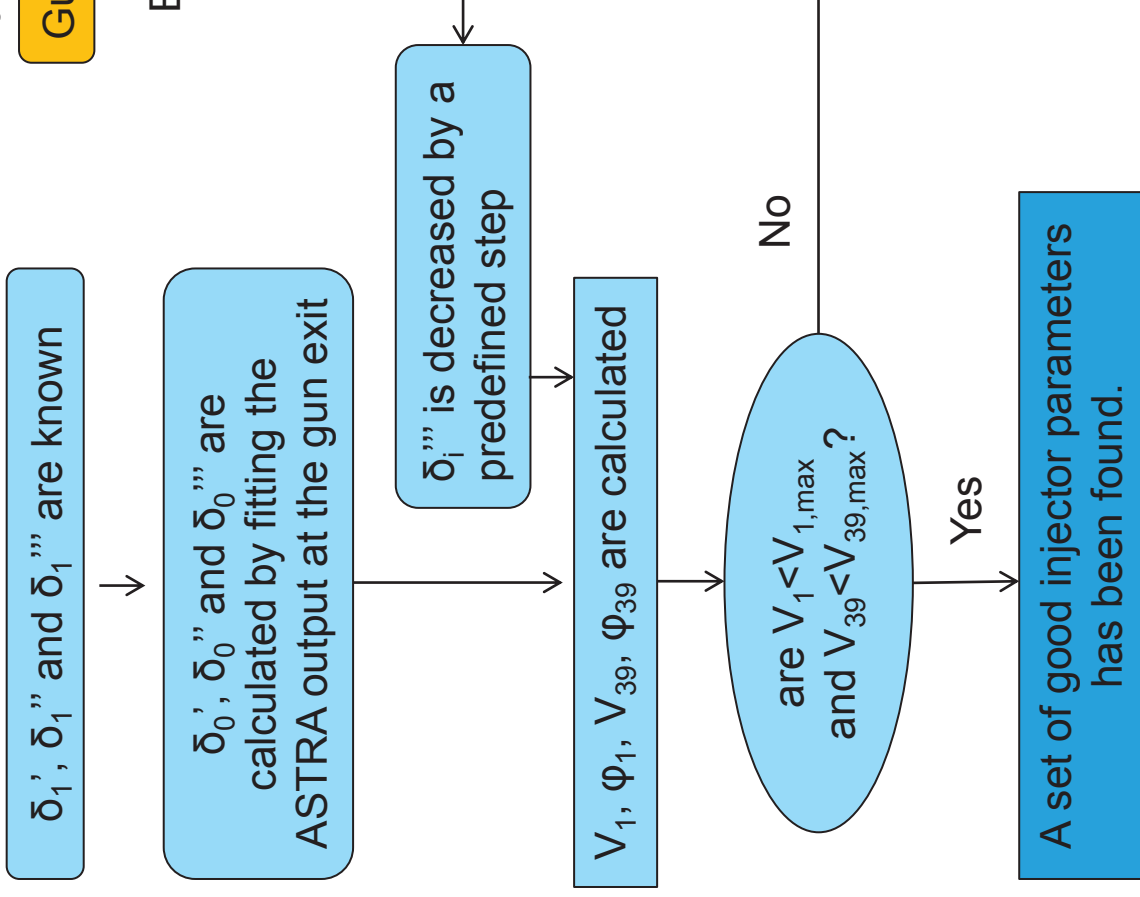 Gu
E
δ₁’, δ₁’’ and δ₁’’’ are known
δ₀’, δ₀’’ and δ₀’’’ are
calculated by fitting the
ASTRA output at the gun exit
δᵢ’’’ is decreased by a
predefined step
V₁, φ₁, V₃₉, φ₃₉ are calculated
are V₁<V₁,max
and V₃₉<V₃₉,max?
No
Yes
A set of good injector parameters
has been found.